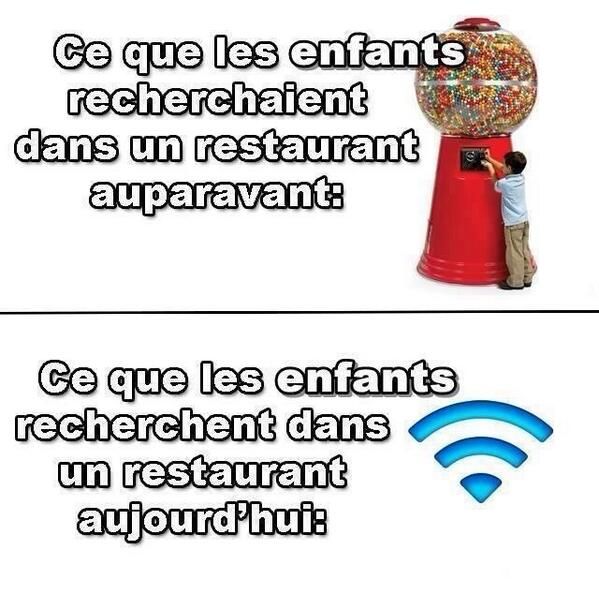 Ce que les enfants
recherchaient
dans un restaurant
auparavant:
Ce que les enfants
recherchent dans
un restaurant
aujourd'hui: